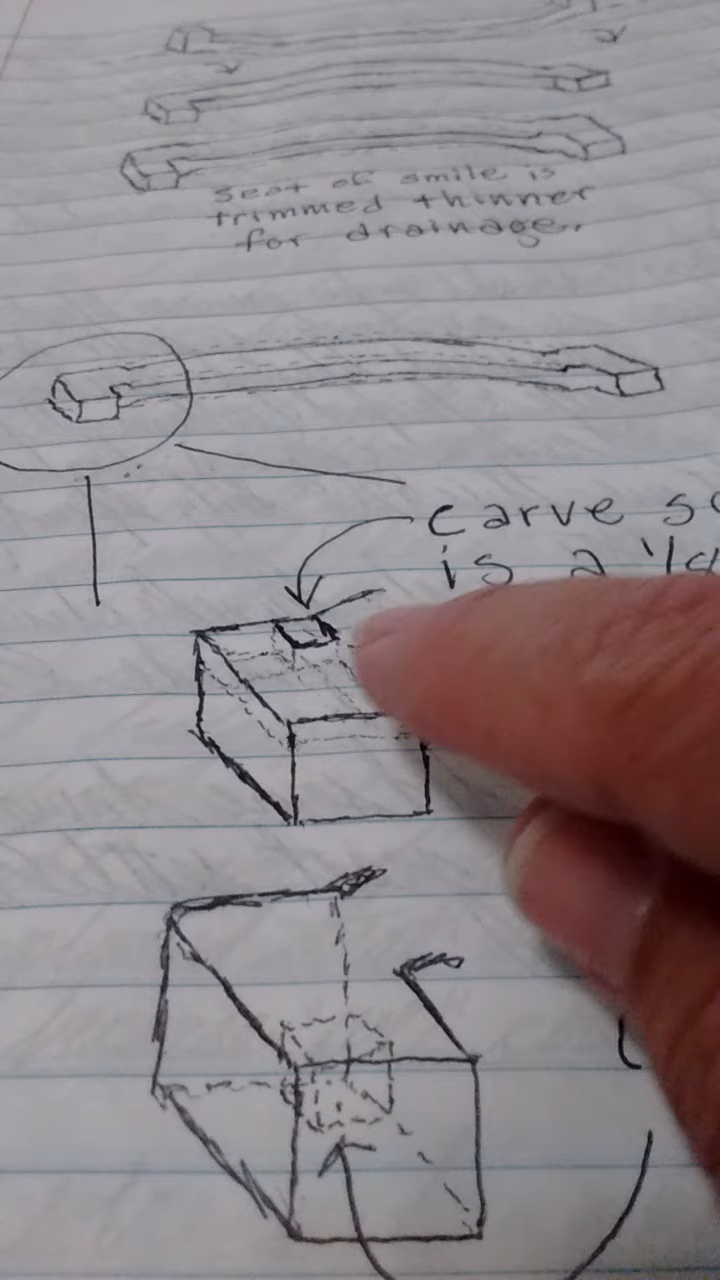 seat of smile is
trimmed thinner
for drainage.
carve
is a